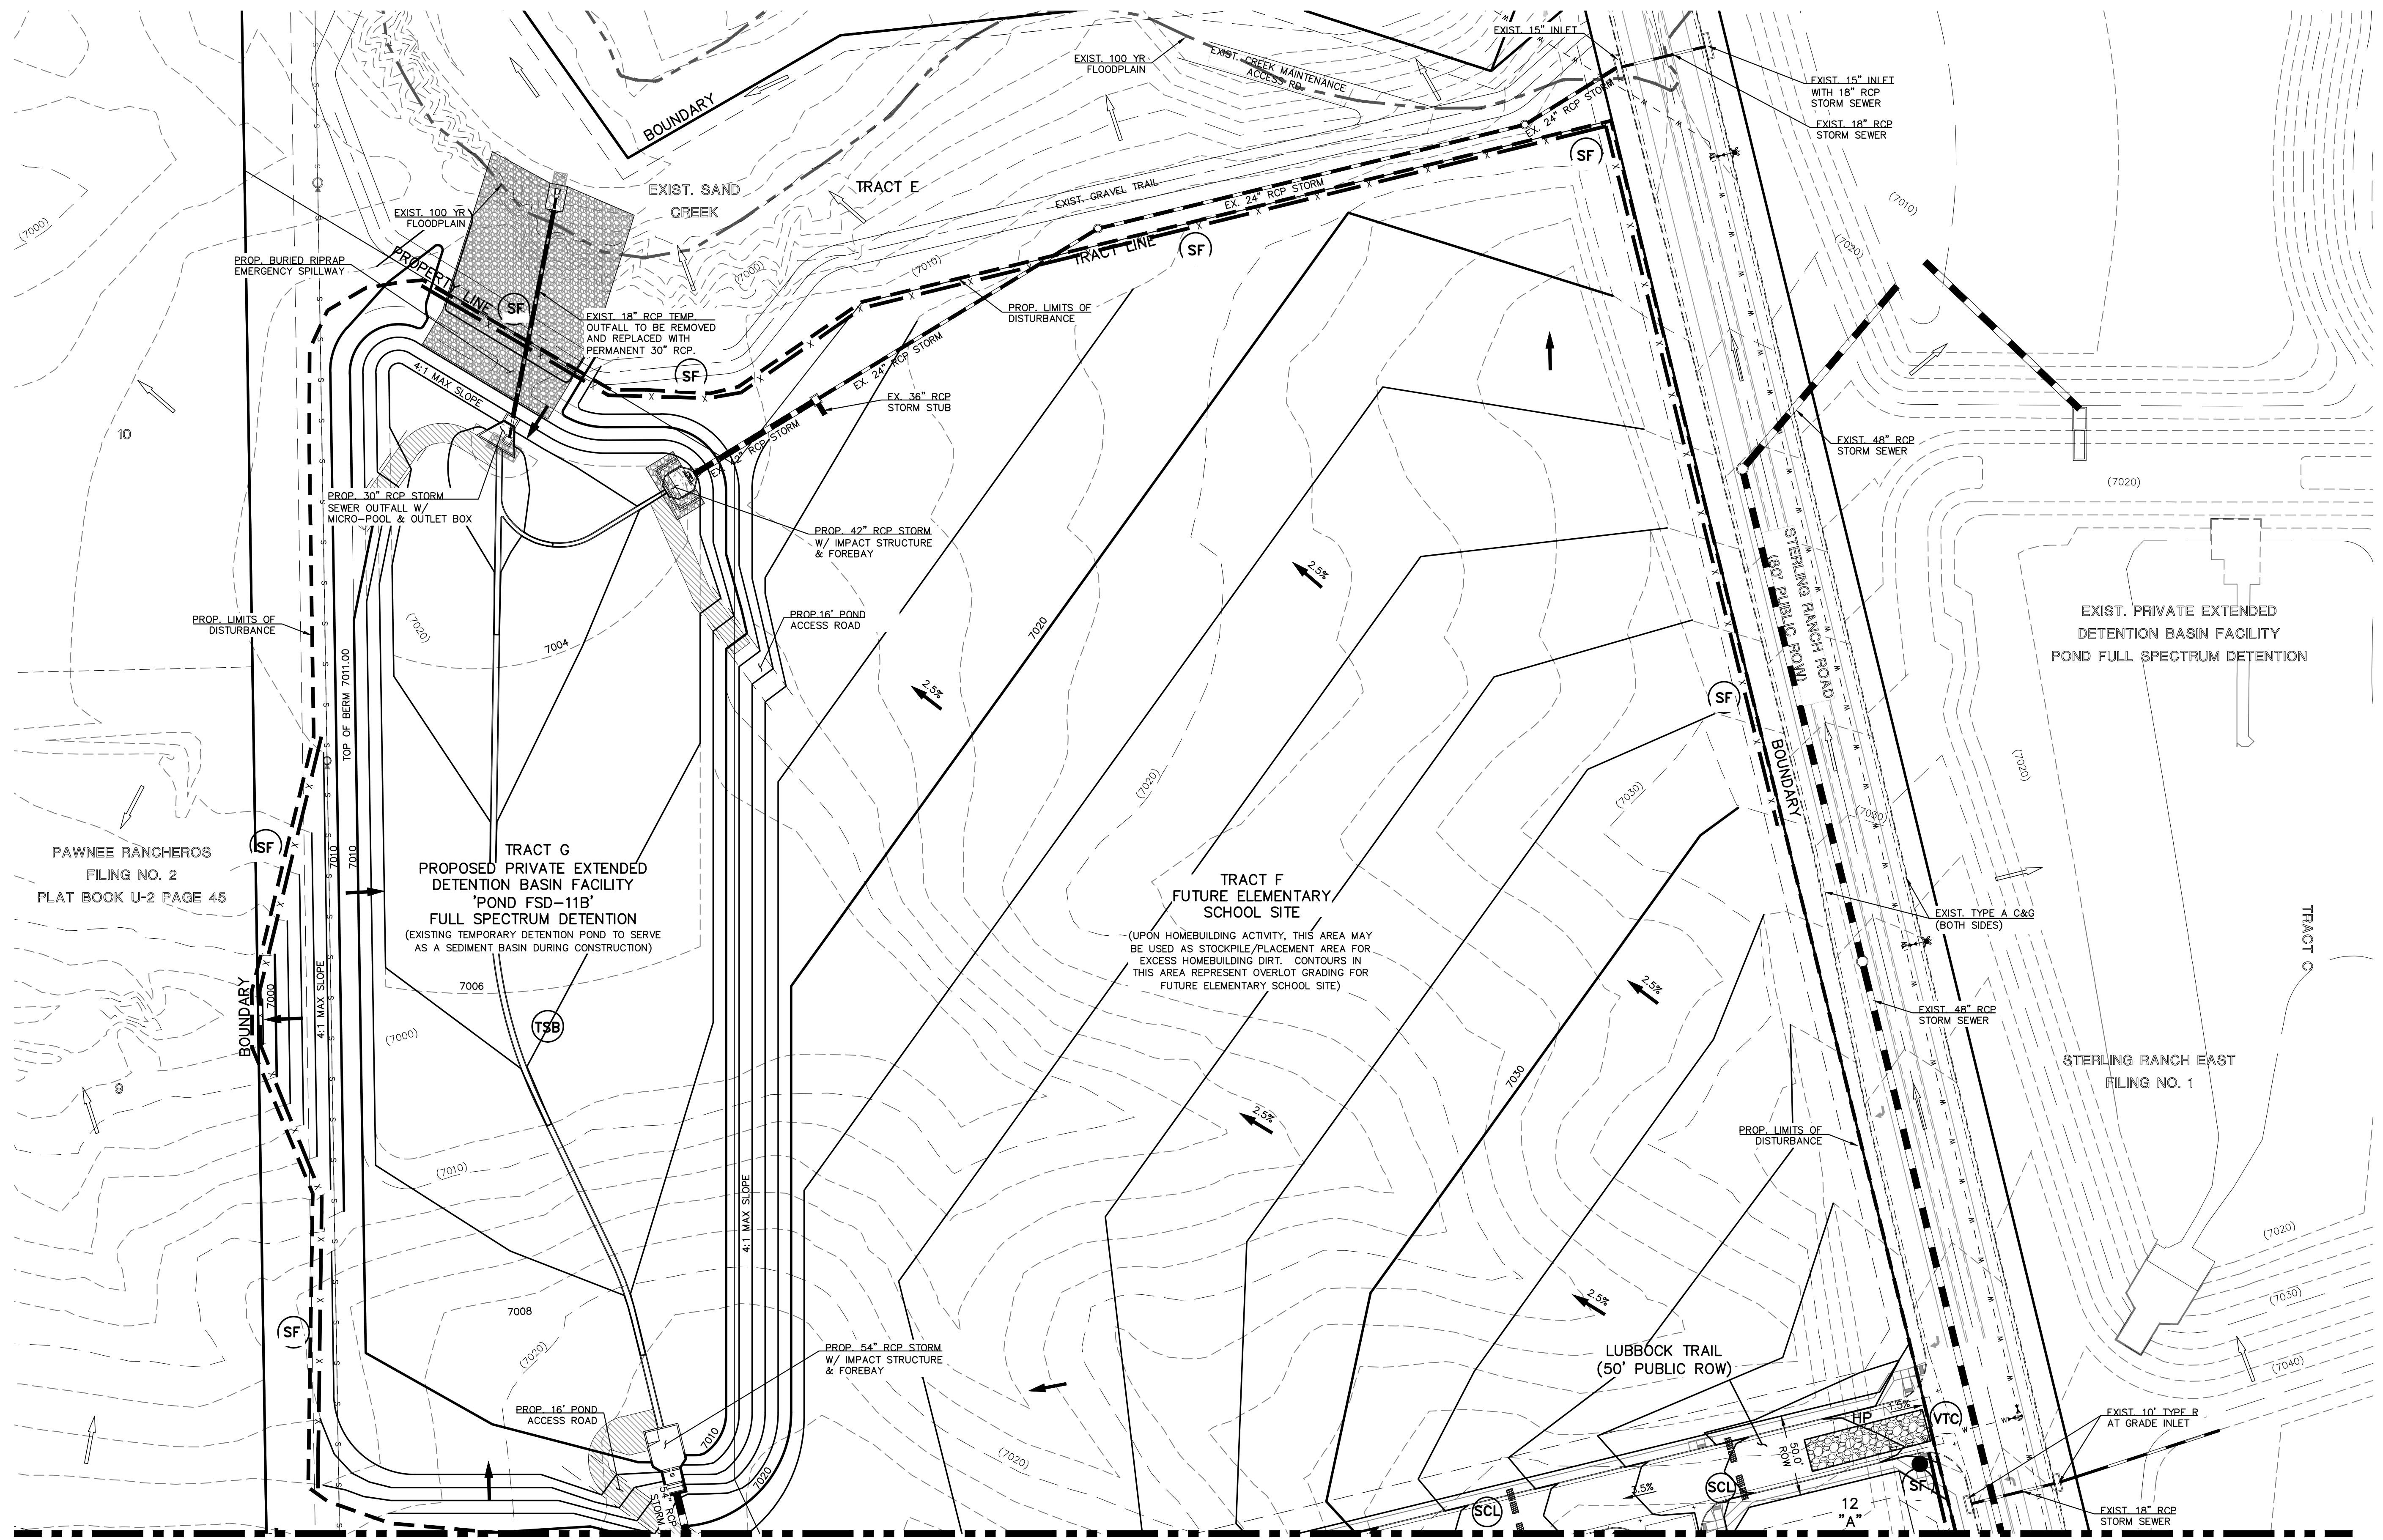 EXIST. 15" INLET
EXIST. 100 YR
FLOODPLAIN
EXIST. CREEK MAINTENANCE
ACCESS RD.
BOUNDARY
EXIST. 15" INLET
WITH 18" RCP
STORM SEWER
EXIST. 18" RCP
STORM SEWER
EX. 24" RCP STORM
SF
EXIST. SAND
CREEK
TRACT E
EXIST. GRAVEL TRAIL
EX. 24" RCP STORM
(7010)
(7020)
(7000)
EXIST. 100 YR
FLOODPLAIN
PROP. BURIED RIPRAP
EMERGENCY SPILLWAY
PROPERTY LINE
D
SF
TRACT LINE
SF
(7000)
(7010)
EXIST. 18" RCP TEMP.
OUTFALL TO BE REMOVED
AND REPLACED WITH
PERMANENT 30" RCP.
PROP. LIMITS OF
DISTURBANCE
SF
EX. 24" RCP STORM
4:1 MAX SLOPE
EX. 36" RCP
STORM STUB
EX. 42" RCP STORM
10
EXIST. 48" RCP
STORM SEWER
(7020)
PROP. 30" RCP STORM
SEWER OUTFALL W/
MICRO-POOL & OUTLET BOX
PROP. 42" RCP STORM
W/ IMPACT STRUCTURE
& FOREBAY
STERLING RANCH ROAD
(80' PUBLIC ROW)
2.5%
PROP. LIMITS OF
DISTURBANCE
(7020)
7004
7020
PROP.16' POND
ACCESS ROAD
EXIST. PRIVATE EXTENDED
DETENTION BASIN FACILITY
POND FULL SPECTRUM DETENTION
TOP OF BERM 7011.00
2.5%
SF
BOUNDARY
(7020)
(7020)
(7030)
(7030)
SF
7010
7010
PAWNEE RANCHEROS
FILING NO. 2
PLAT BOOK U-2 PAGE 45
TRACT G
PROPOSED PRIVATE EXTENDED
DETENTION BASIN FACILITY
'POND FSD-11B'
FULL SPECTRUM DETENTION
(EXISTING TEMPORARY DETENTION POND TO SERVE
AS A SEDIMENT BASIN DURING CONSTRUCTION)
TRACT F
FUTURE ELEMENTARY
SCHOOL SITE
(UPON HOMEBUILDING ACTIVITY, THIS AREA MAY
BE USED AS STOCKPILE/PLACEMENT AREA FOR
EXCESS HOMEBUILDING DIRT. CONTOURS IN
THIS AREA REPRESENT OVERLOT GRADING FOR
FUTURE ELEMENTARY SCHOOL SITE)
EXIST. TYPE A C&G
(BOTH SIDES)
TRACT C
BOUNDARY
7000
4:1 MAX SLOPE
7006
(7000)
TSB
2.5%
EXIST. 48" RCP
STORM SEWER
STERLING RANCH EAST
FILING NO. 1
9
7030
2.5%
PROP. LIMITS OF
DISTURBANCE
(7010)
4:1 MAX SLOPE
(7020)
(7030)
(7040)
SF
7008
(7020)
2.5%
PROP. 54" RCP STORM
W/ IMPACT STRUCTURE
& FOREBAY
LUBBOCK TRAIL
(50' PUBLIC ROW)
PROP. 16' POND
ACCESS ROAD
7010
7020
54" RCP
STORM
(7020)
1.5%
HP
VTC
50.0'
ROW
EXIST. 10' TYPE R
AT GRADE INLET
3.5%
SCL
SCL
SF
12
"A"
EXIST. 18" RCP
STORM SEWER